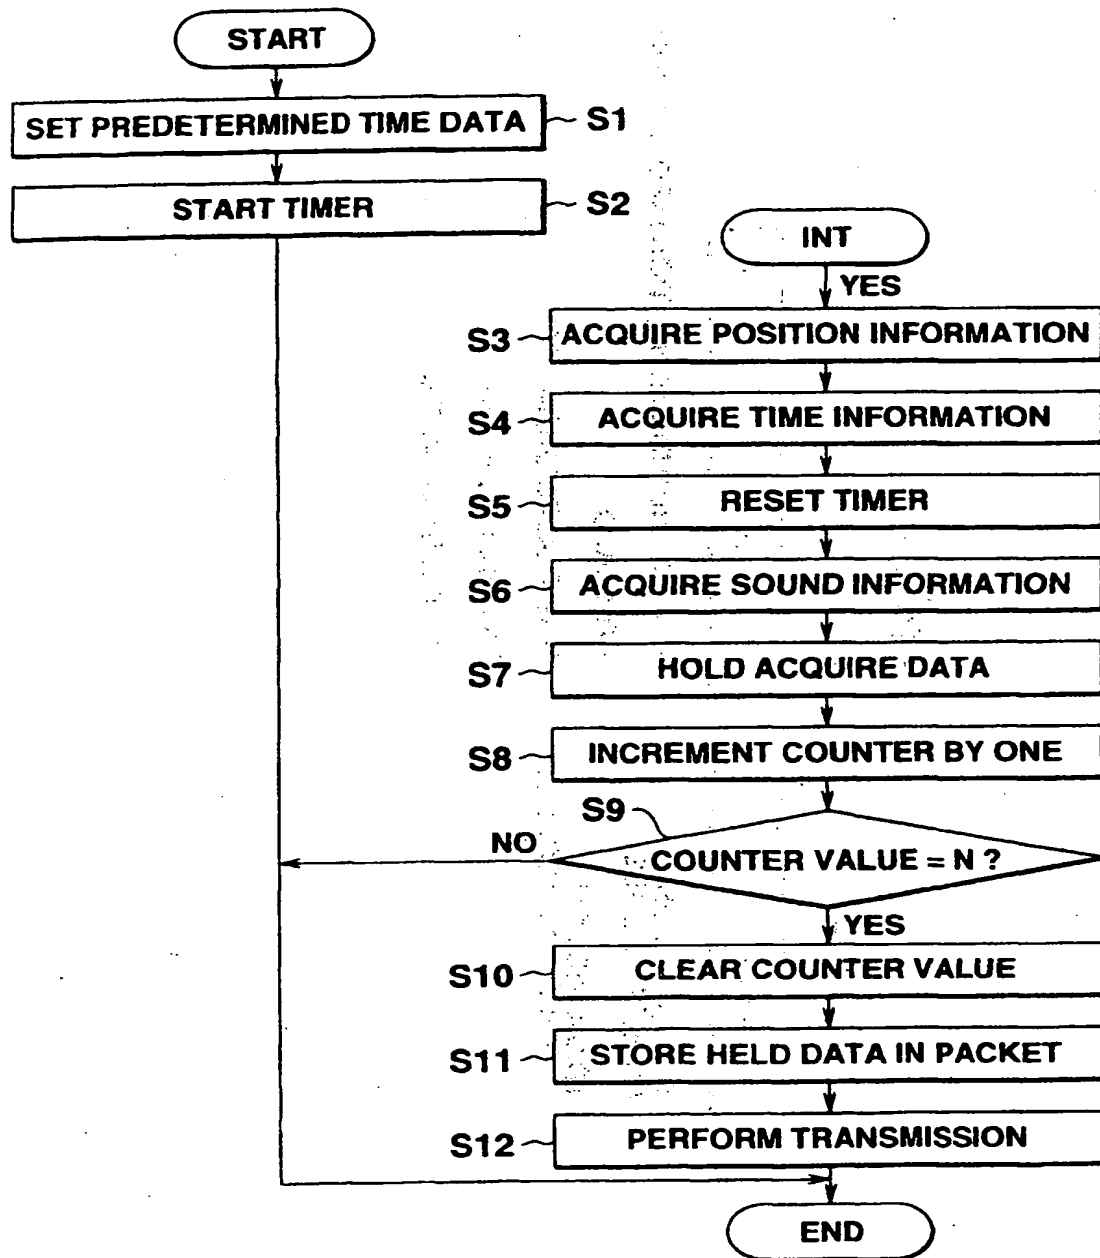 START
SET PREDETERMINED TIME DATA
S1
START TIMER
S2
INT
YES
S3
ACQUIRE POSITION INFORMATION
S4
ACQUIRE TIME INFORMATION
S5
RESET TIMER
S6
ACQUIRE SOUND INFORMATION
S7
HOLD ACQUIRE DATA
S8
INCREMENT COUNTER BY ONE
S9
NO
COUNTER VALUE = N ?
YES
S10
CLEAR COUNTER VALUE
S11
STORE HELD DATA IN PACKET
S12
PERFORM TRANSMISSION
END